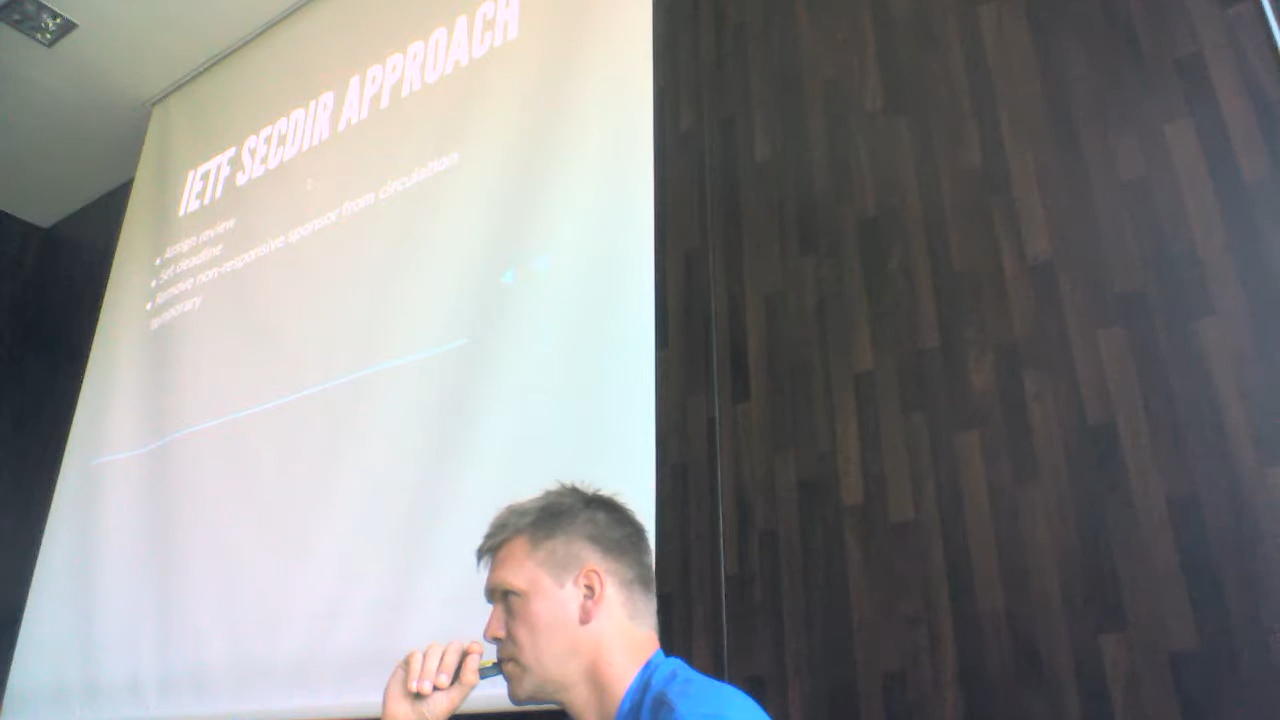 IETF SECDIR APPROACH
• Assign review
• Set deadline
• Remove non-responsive sponsor from circulation
temporary